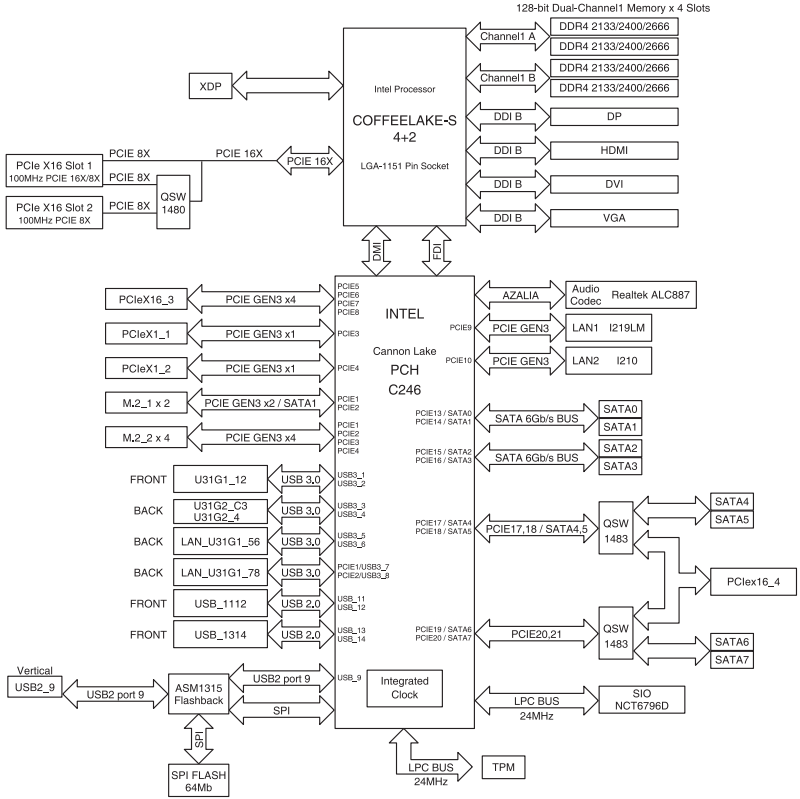 128-bit Dual-Channel1 Memory x 4 Slots
DDR4 2133/2400/2666
Channel1 A
DDR4 2133/2400/2666
DDR4 2133/2400/2666
Channel1 B
DDR4 2133/2400/2666
XDP
Intel Processor
COFFEELAKE-S
4+2
LGA-1151 Pin Socket
DDI B
DP
DDI B
HDMI
DDI B
DVI
DDI B
VGA
PCIe X16 Slot 1
100MHz PCIE 16X/8X
PCIE 8X
PCIE 16X
PCIE 16X
PCIE 8X
QSW
1480
PCIe X16 Slot 2
100MHz PCIE 8X
PCIE 8X
DMI
FDI
INTEL
Cannon Lake
PCH
C246
PCIeX16_3
PCIE GEN3 x4
PCIE5
PCIE6
PCIE7
PCIE8
PCIeX1_1
PCIE GEN3 x1
PCIE3
PCIeX1_2
PCIE GEN3 x1
PCIE4
M.2_1 x 2
PCIE GEN3 x2 / SATA1
PCIE1
PCIE2
M.2_2 x 4
PCIE GEN3 x4
PCIE1
PCIE2
PCIE3
PCIE4
AZALIA
Audio
Codec
Realtek ALC887
PCIE9
PCIE GEN3
LAN1 I219LM
PCIE10
PCIE GEN3
LAN2 I210
PCIE13 / SATA0
PCIE14 / SATA1
SATA 6Gb/s BUS
SATA0
SATA1
PCIE15 / SATA2
PCIE16 / SATA3
SATA 6Gb/s BUS
SATA2
SATA3
FRONT
U31G1_12
USB 3.0
USB3_1
USB3_2
BACK
U31G2_C3
U31G2_4
USB 3.0
USB3_3
USB3_4
BACK
LAN_U31G1_56
USB 3.0
USB3_5
USB3_6
BACK
LAN_U31G1_78
USB 3.0
PCIE1/USB3_7
PCIE2/USB3_8
FRONT
USB_1112
USB 2.0
USB_11
USB_12
FRONT
USB_1314
USB 2.0
USB_13
USB_14
PCIE17 / SATA4
PCIE18 / SATA5
PCIE17,18 / SATA4,5
QSW
1483
SATA4
SATA5
PCIex16_4
PCIE19 / SATA6
PCIE20 / SATA7
PCIE20,21
QSW
1483
SATA6
SATA7
Vertical
USB2_9
USB2 port 9
ASM1315
Flashback
USB2 port 9
USB_9
SPI
SPI
SPI FLASH
64Mb
Integrated
Clock
LPC BUS
24MHz
SIO
NCT6796D
LPC BUS
24MHz
TPM